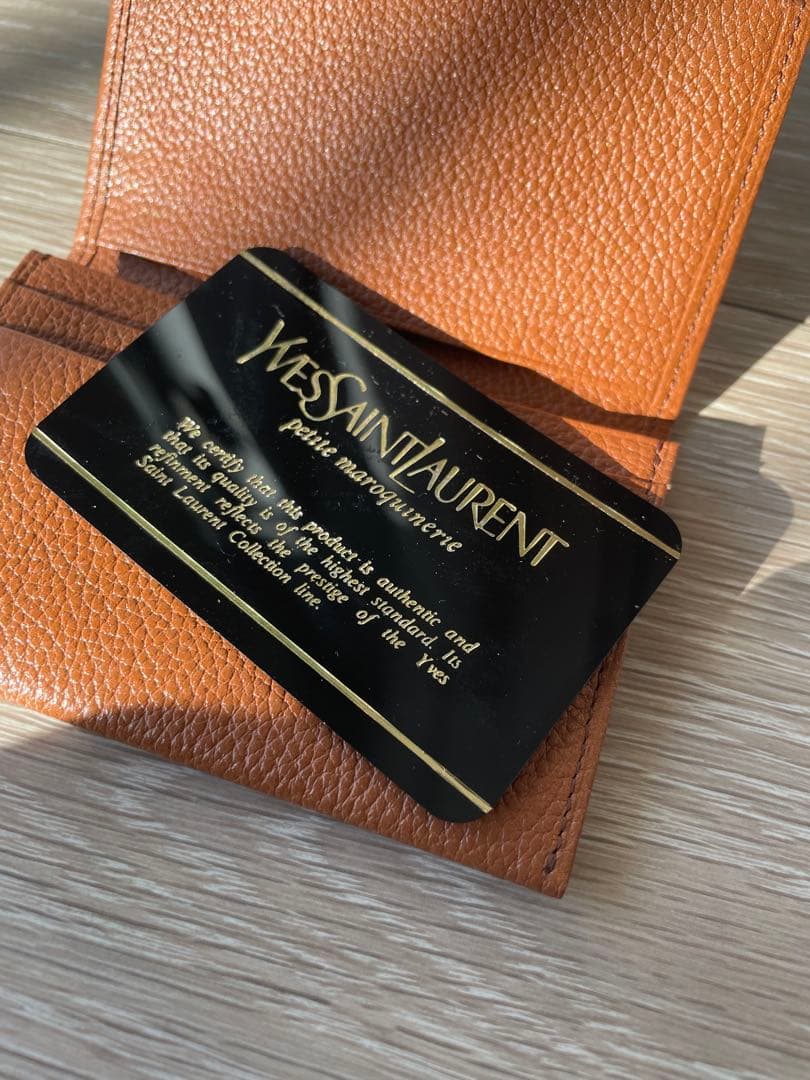 YVESSAINTLAURENT
petite maroquinerie
We certify that this product is authentic and
that its quality is of the highest standard. Its
refinment reflects the prestige of the Yves
Saint Laurent Collection line.